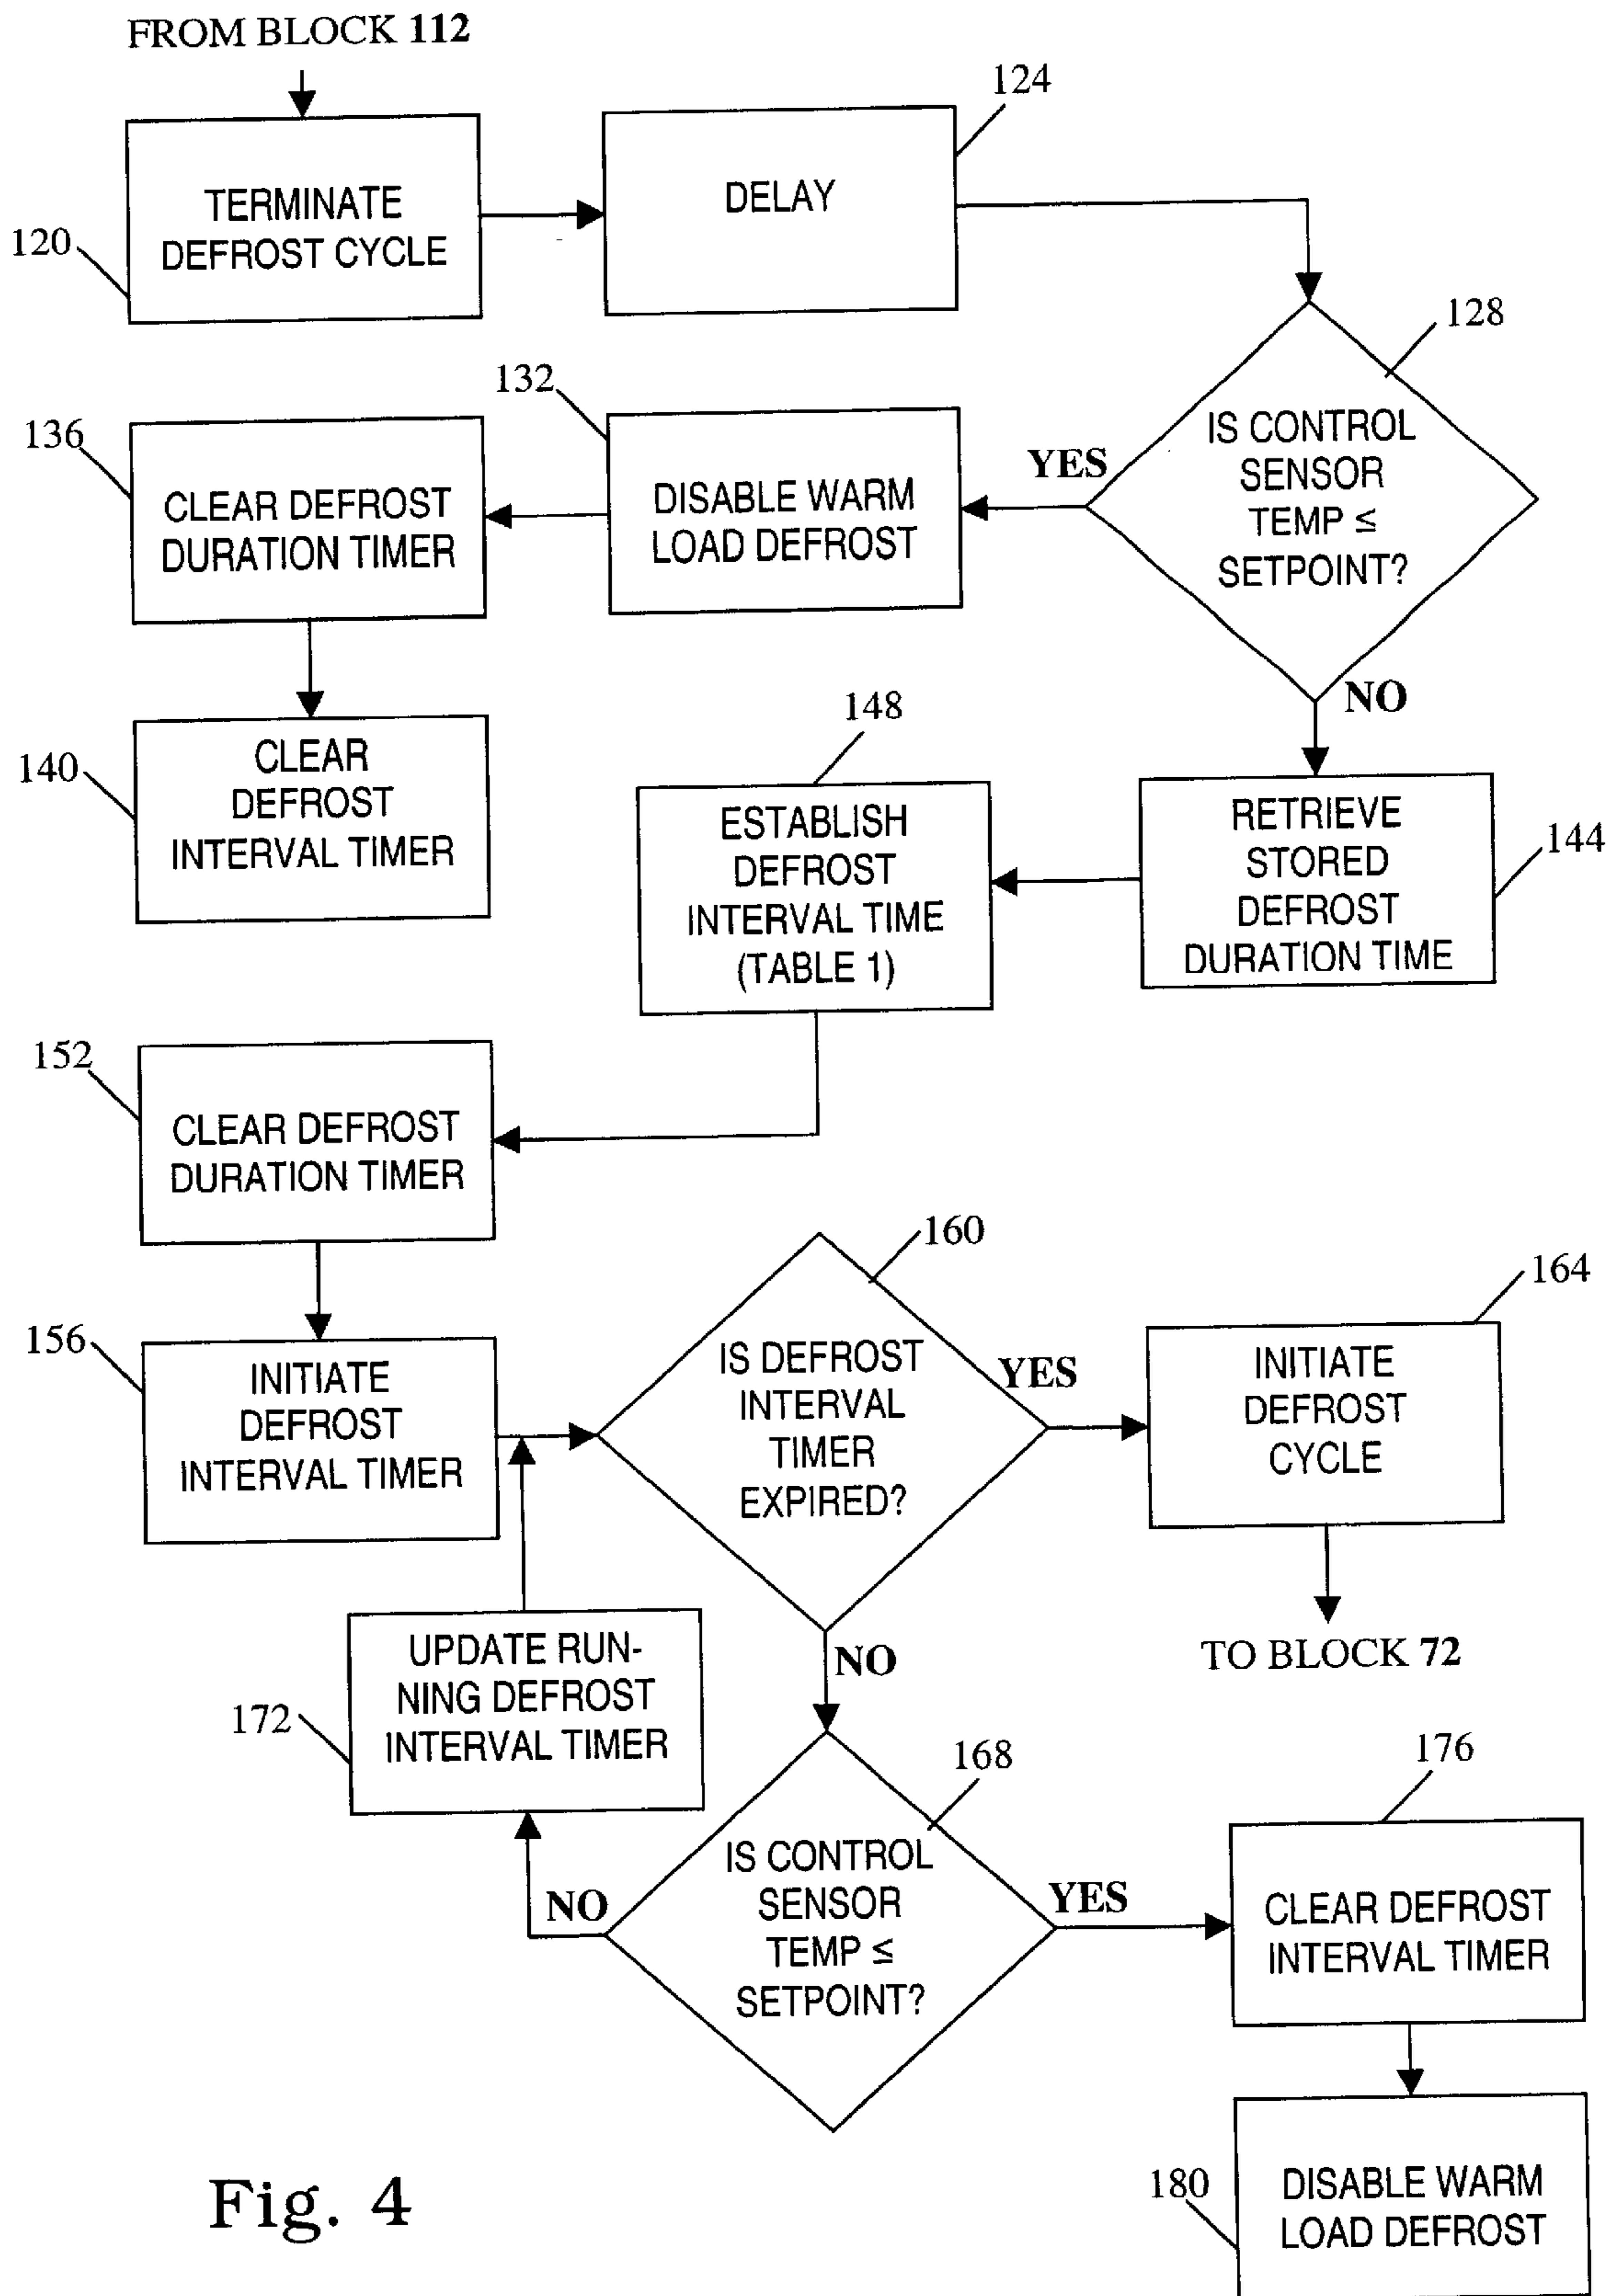 FROM BLOCK 112
124
TERMINATE
DEFROST CYCLE
120
DELAY
128
IS CONTROL
SENSOR
TEMP ≤
SETPOINT?
YES
132
DISABLE WARM
LOAD DEFROST
136
CLEAR DEFROST
DURATION TIMER
NO
140
CLEAR
DEFROST
INTERVAL TIMER
148
ESTABLISH
DEFROST
INTERVAL TIME
(TABLE 1)
RETRIEVE
STORED
DEFROST
DURATION TIME
144
152
CLEAR DEFROST
DURATION TIMER
156
INITIATE
DEFROST
INTERVAL TIMER
160
IS DEFROST
INTERVAL
TIMER
EXPIRED?
YES
164
INITIATE
DEFROST
CYCLE
TO BLOCK 72
NO
172
UPDATE RUN-
NING DEFROST
INTERVAL TIMER
168
IS CONTROL
SENSOR
TEMP ≤
SETPOINT?
NO
YES
176
CLEAR DEFROST
INTERVAL TIMER
180
DISABLE WARM
LOAD DEFROST
Fig. 4